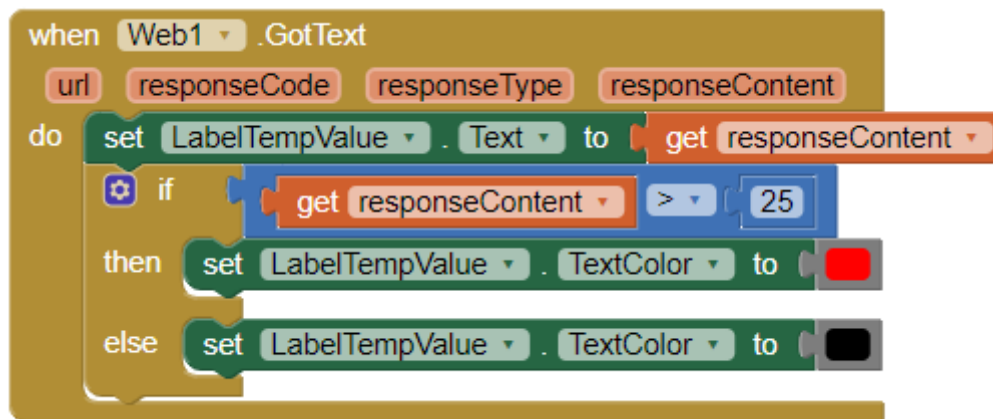 when Web1 .GotText
url responseCode responseType responseContent
do set LabelTempValue . Text to get responseContent
if get responseContent > 25
then set LabelTempValue . TextColor to
else set LabelTempValue . TextColor to